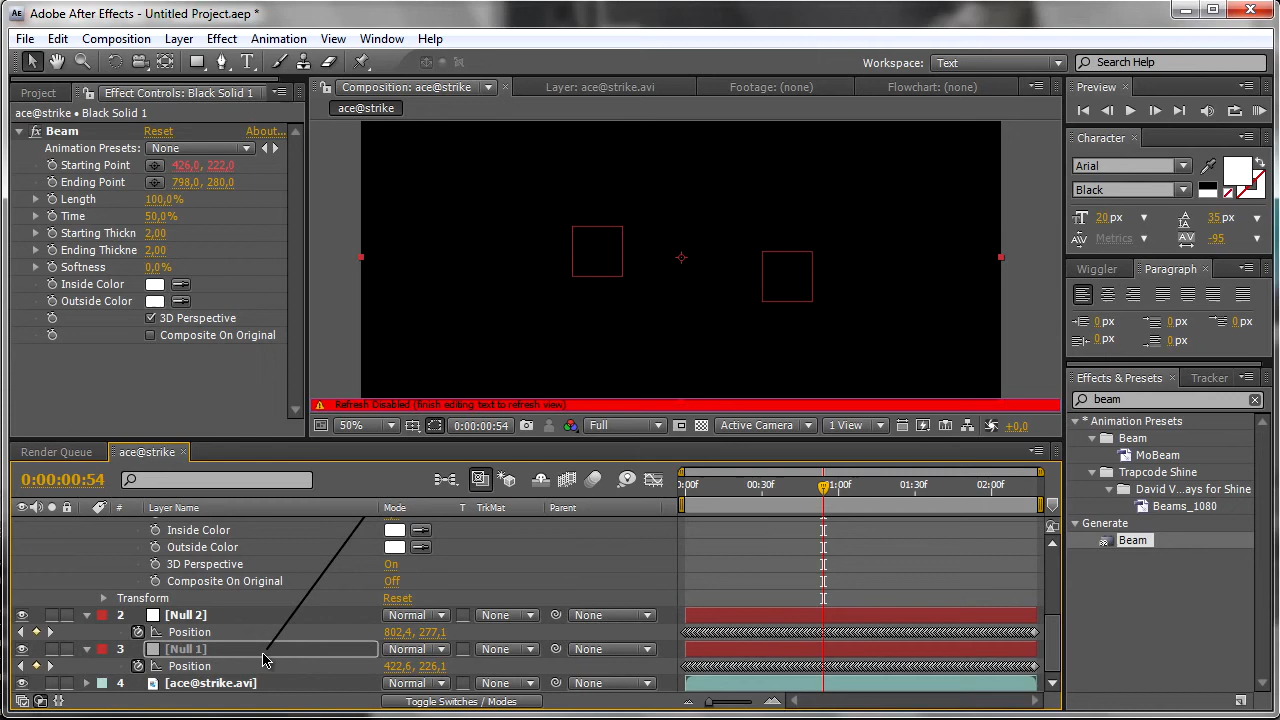 Adobe After Effects - Untitled Project.aep *
File Edit Composition Layer Effect Animation View Window Help
Workspace: Text Search Help
Project Effect Controls: Black Solid 1
ace@strike • Black Solid 1
fx Beam Reset About...
Animation Presets: None
Starting Point 426,0, 222,0
Ending Point 798,0, 280,0
Length 100,0%
Time 50,0%
Starting Thickn 2,00
Ending Thickne 2,00
Softness 0,0%
Inside Color
Outside Color
3D Perspective
Composite On Original
Composition: ace@strike Layer: ace@strike.avi Footage: (none) Flowchart: (none)
ace@strike
Refresh Disabled (finish editing text to refresh view)
50% 0:00:00:54 Full Active Camera 1 View +0,0
Preview
Character
Arial
Black
20 px 35 px
Metrics -95
Wiggler Paragraph
0 px 0 px 0 px
0 px 0 px
Effects & Presets Tracker
beam
* Animation Presets
Beam
MoBeam
Trapcode Shine
David V...ays for Shine
Beams_1080
Generate
Beam
Render Queue ace@strike
0:00:00:54
0:00f 00:30f 1:00f 01:30f 02:00f
# Layer Name Mode T TrkMat Parent
Inside Color
Outside Color
3D Perspective On
Composite On Original Off
Transform Reset
2 [Null 2] Normal None None
Position 802,4, 277,1
3 [Null 1] Normal None None
Position 422,6, 226,1
4 [ace@strike.avi] Normal None None
Toggle Switches / Modes